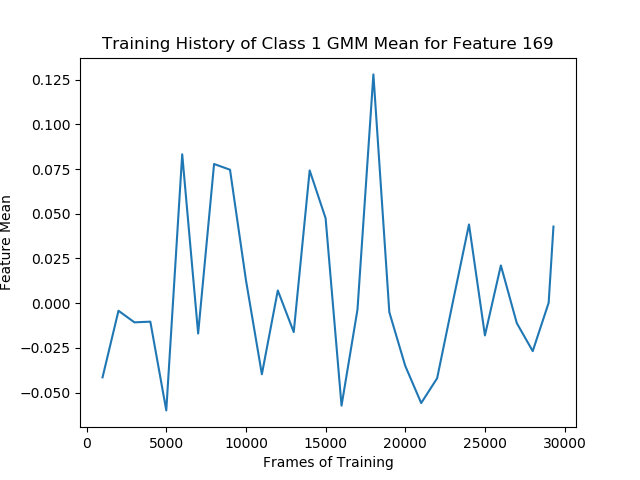 Training History of Class 1 GMM Mean for Feature 169
0.125
0.100
0.075
0.050
0.025
0.000
−0.025
−0.050
Feature Mean
0 5000 10000 15000 20000 25000 30000
Frames of Training